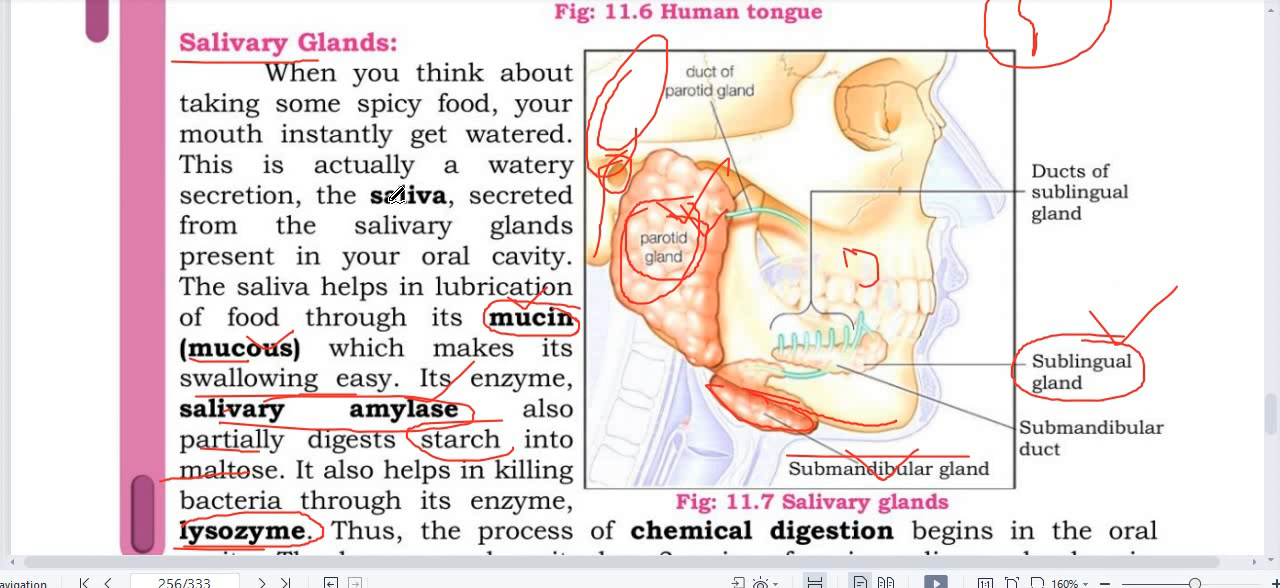 Fig: 11.6 Human tongue
Salivary Glands:
When you think about
taking some spicy food, your
mouth instantly get watered.
This is actually a watery
secretion, the saliva, secreted
from the salivary glands
present in your oral cavity.
The saliva helps in lubrication
of food through its mucin
(mucous) which makes its
swallowing easy. Its enzyme,
salivary amylase also
partially digests starch into
maltose. It also helps in killing
bacteria through its enzyme,
lysozyme. Thus, the process of chemical digestion begins in the oral
duct of
parotid gland
parotid
gland
Ducts of
sublingual
gland
Sublingual
gland
Submandibular
duct
Submandibular gland
Fig: 11.7 Salivary glands
avigation
256/333
1:1
160%